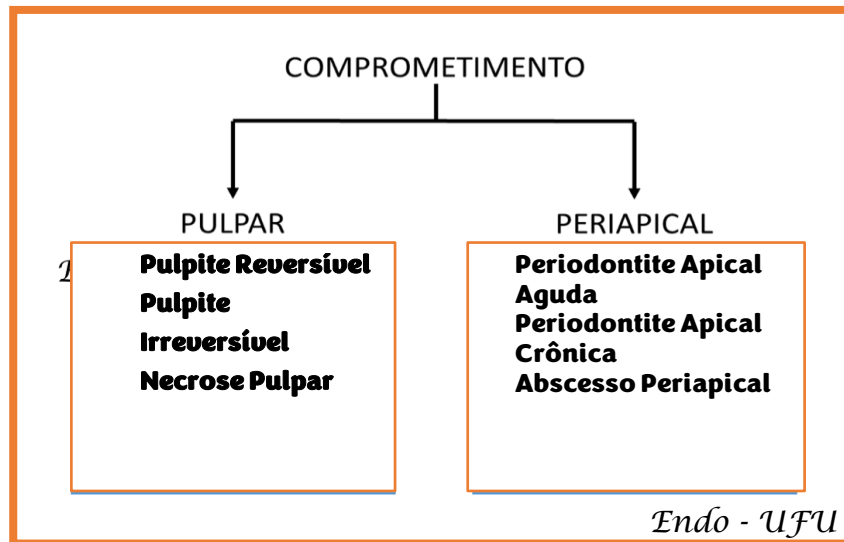 COMPROMETIMENTO
PULPAR
Pulpite Reversível
Pulpite
Irreversível
Necrose Pulpar
PERIAPICAL
Periodontite Apical
Aguda
Periodontite Apical
Crônica
Abscesso Periapical
Endo - UFU